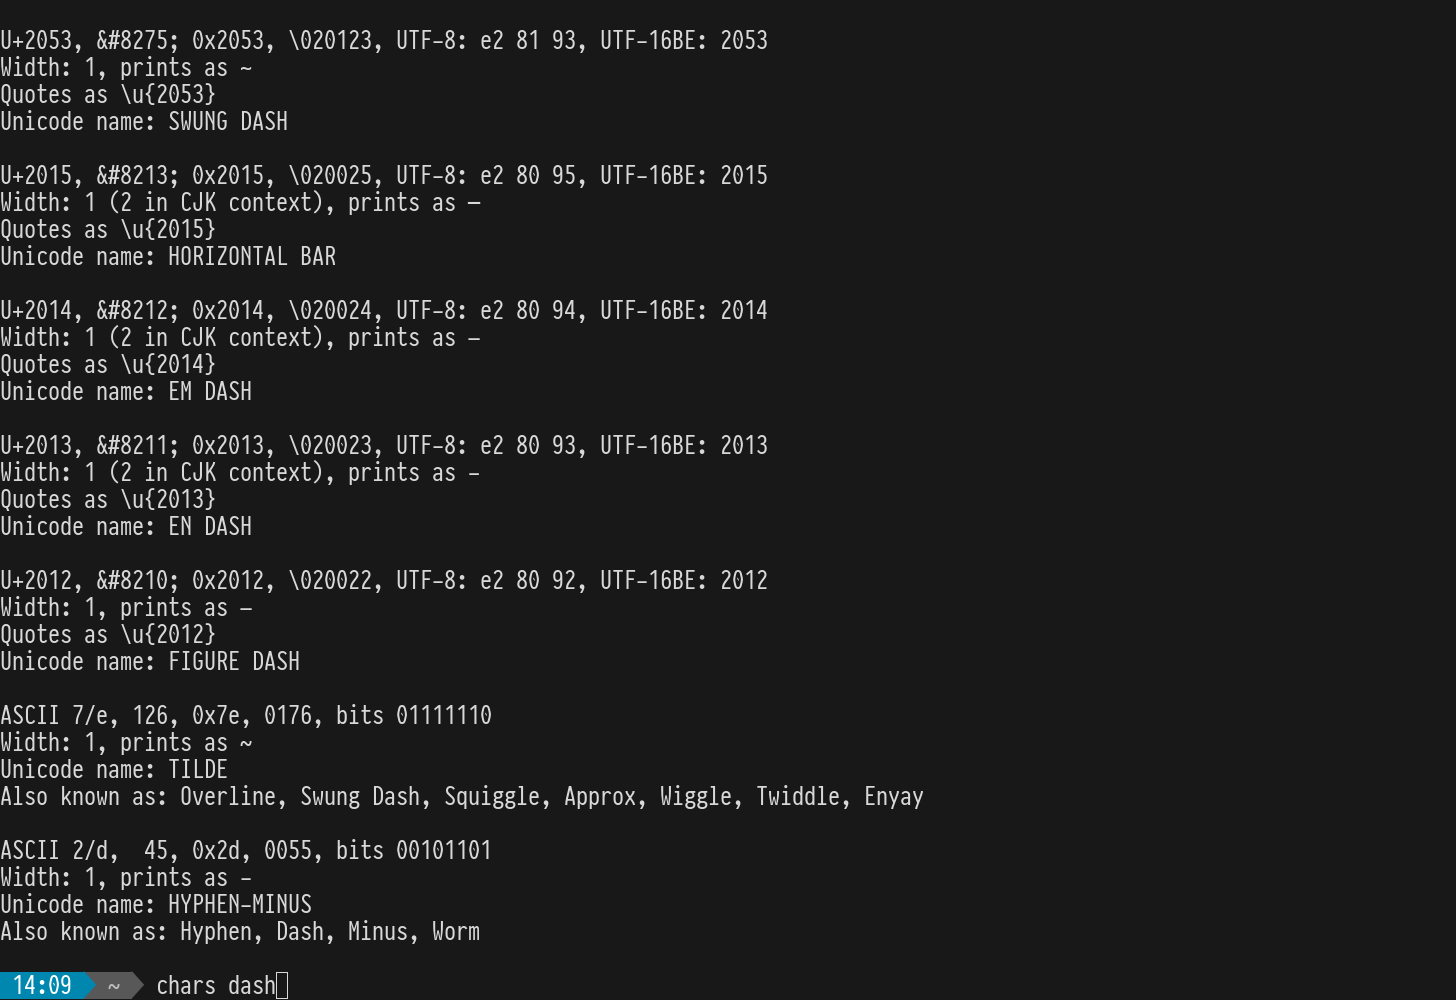 U+2053, &#8275; 0x2053, \020123, UTF-8: e2 81 93, UTF-16BE: 2053
Width: 1, prints as ⁓
Quotes as \u{2053}
Unicode name: SWUNG DASH

U+2015, &#8213; 0x2015, \020025, UTF-8: e2 80 95, UTF-16BE: 2015
Width: 1 (2 in CJK context), prints as ―
Quotes as \u{2015}
Unicode name: HORIZONTAL BAR

U+2014, &#8212; 0x2014, \020024, UTF-8: e2 80 94, UTF-16BE: 2014
Width: 1 (2 in CJK context), prints as —
Quotes as \u{2014}
Unicode name: EM DASH

U+2013, &#8211; 0x2013, \020023, UTF-8: e2 80 93, UTF-16BE: 2013
Width: 1 (2 in CJK context), prints as –
Quotes as \u{2013}
Unicode name: EN DASH

U+2012, &#8210; 0x2012, \020022, UTF-8: e2 80 92, UTF-16BE: 2012
Width: 1, prints as ‒
Quotes as \u{2012}
Unicode name: FIGURE DASH

ASCII 7/e, 126, 0x7e, 0176, bits 01111110
Width: 1, prints as ~
Unicode name: TILDE
Also known as: Overline, Swung Dash, Squiggle, Approx, Wiggle, Twiddle, Enyay

ASCII 2/d,  45, 0x2d, 0055, bits 00101101
Width: 1, prints as -
Unicode name: HYPHEN-MINUS
Also known as: Hyphen, Dash, Minus, Worm

14:09 ~ chars dash